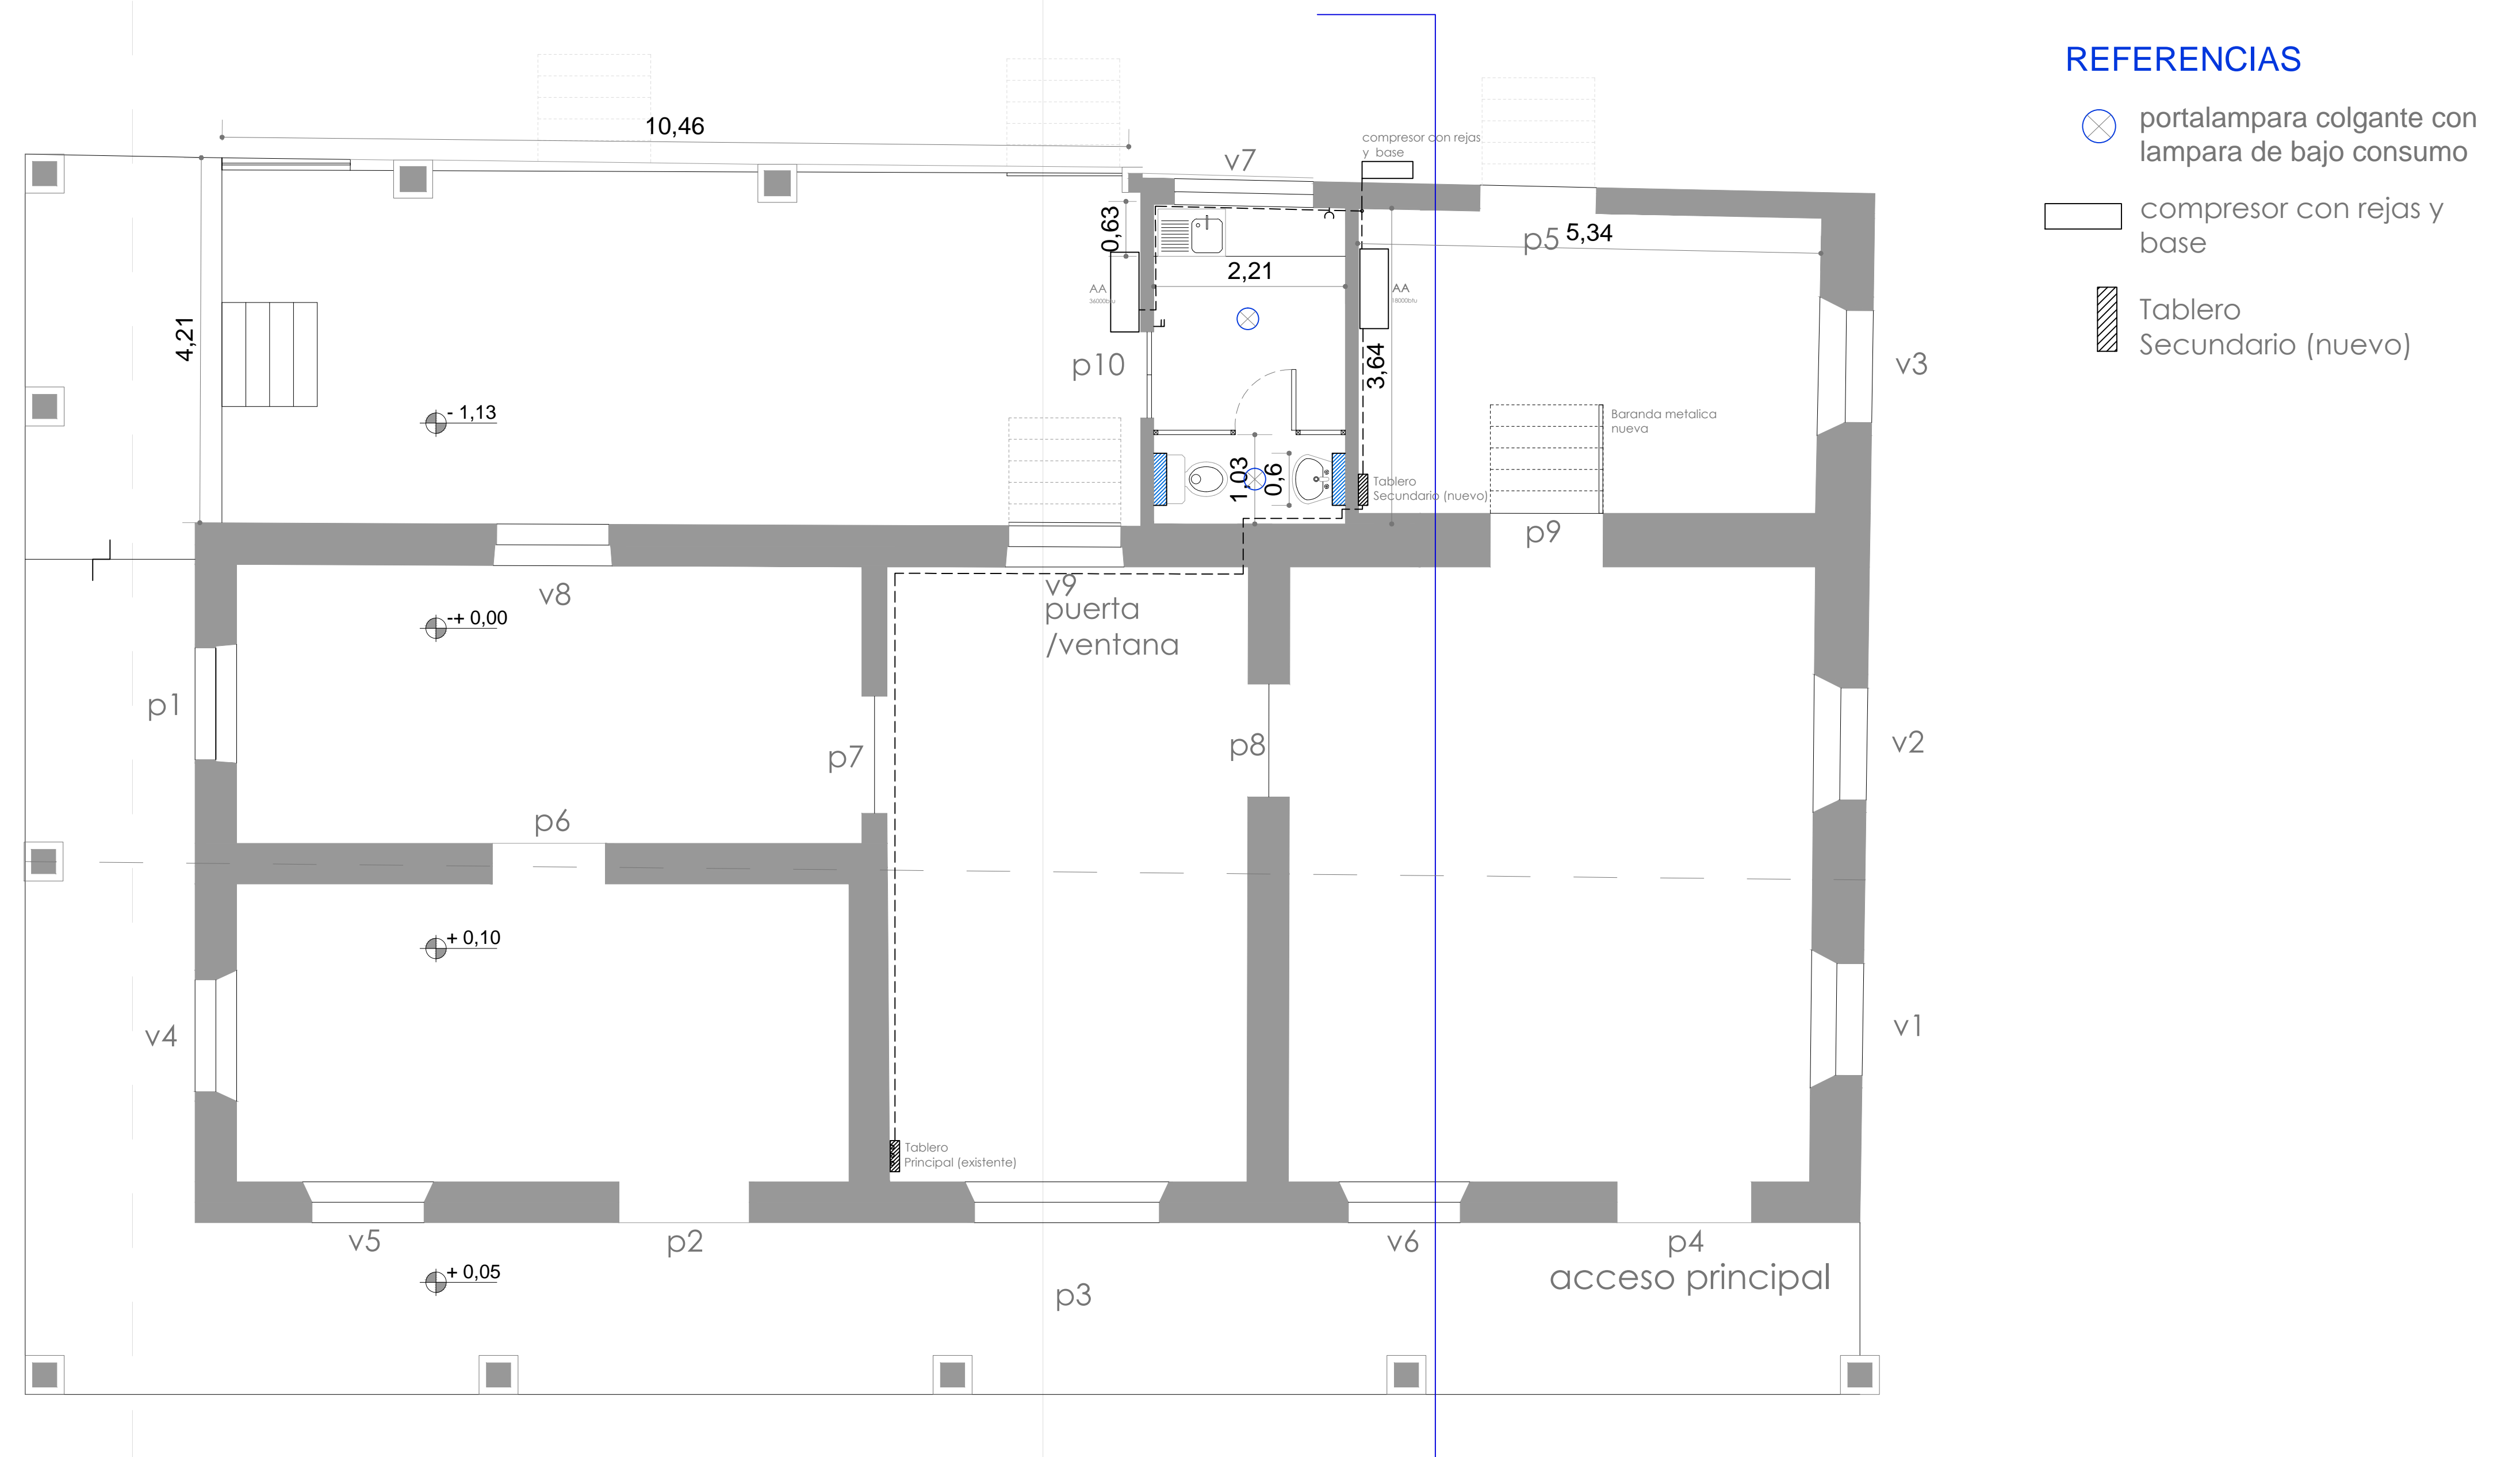 REFERENCIAS
portalampara colgante con
lampara de bajo consumo
compresor con rejas y
base
Tablero
Secundario (nuevo)
10,46
compresor con rejas
y  base
v7
0,63
p5
5,34
2,21
AA
36000btu
AA
18000btu
4,21
p10
3,64
v3
- 1,13
Baranda metalica
nueva
1,03
0,6
Tablero
Secundario (nuevo)
p9
v8
v9
puerta
/ventana
-+ 0,00
p1
p7
p8
v2
p6
+ 0,10
v4
v1
Tablero
Principal (existente)
v5
p2
v6
p4
acceso principal
+ 0,05
p3